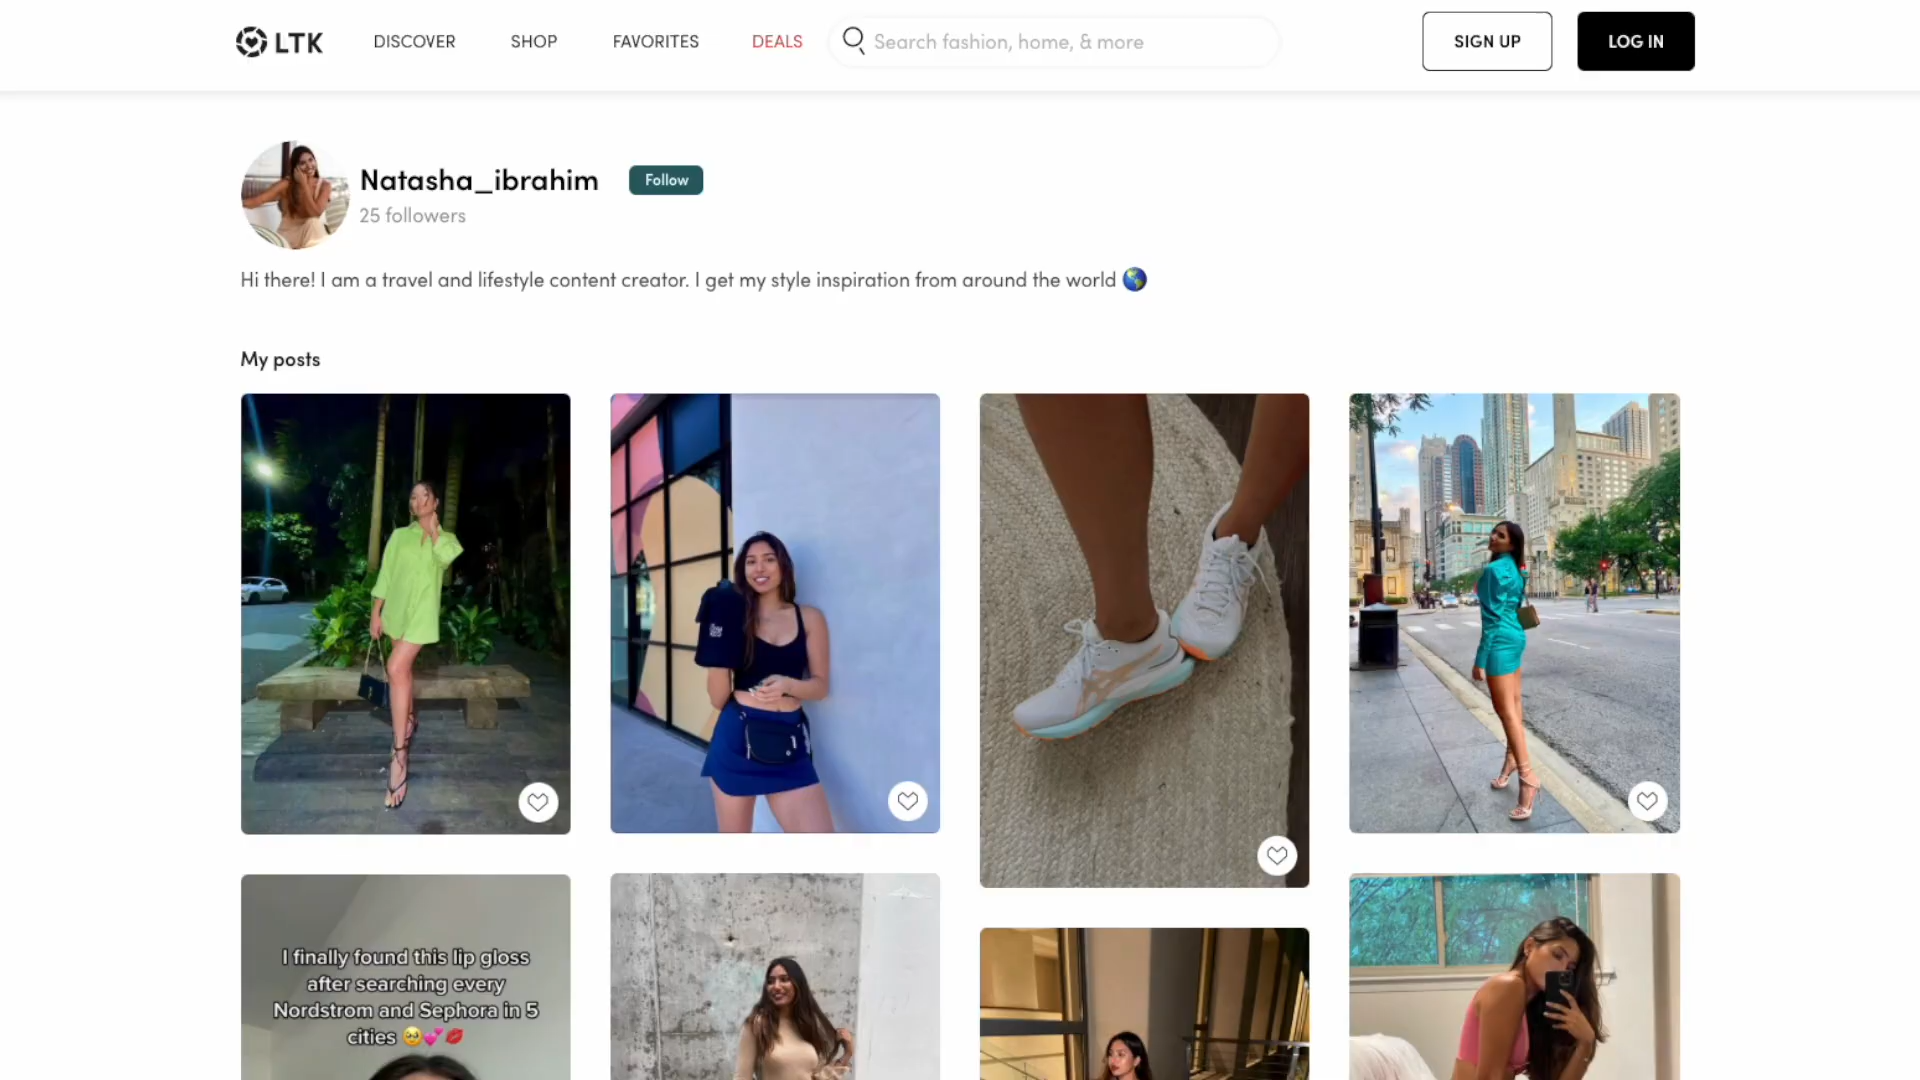 LTK
DISCOVER
SHOP
FAVORITES
DEALS
Search fashion, home, & more
SIGN UP
LOG IN
Natasha_ibrahim
Follow
25 followers
Hi there! I am a travel and lifestyle content creator. I get my style inspiration from around the world 🌎
My posts
I finally found this lip gloss
after searching every
Nordstrom and Sephora in 5
cities 🥹💕💋